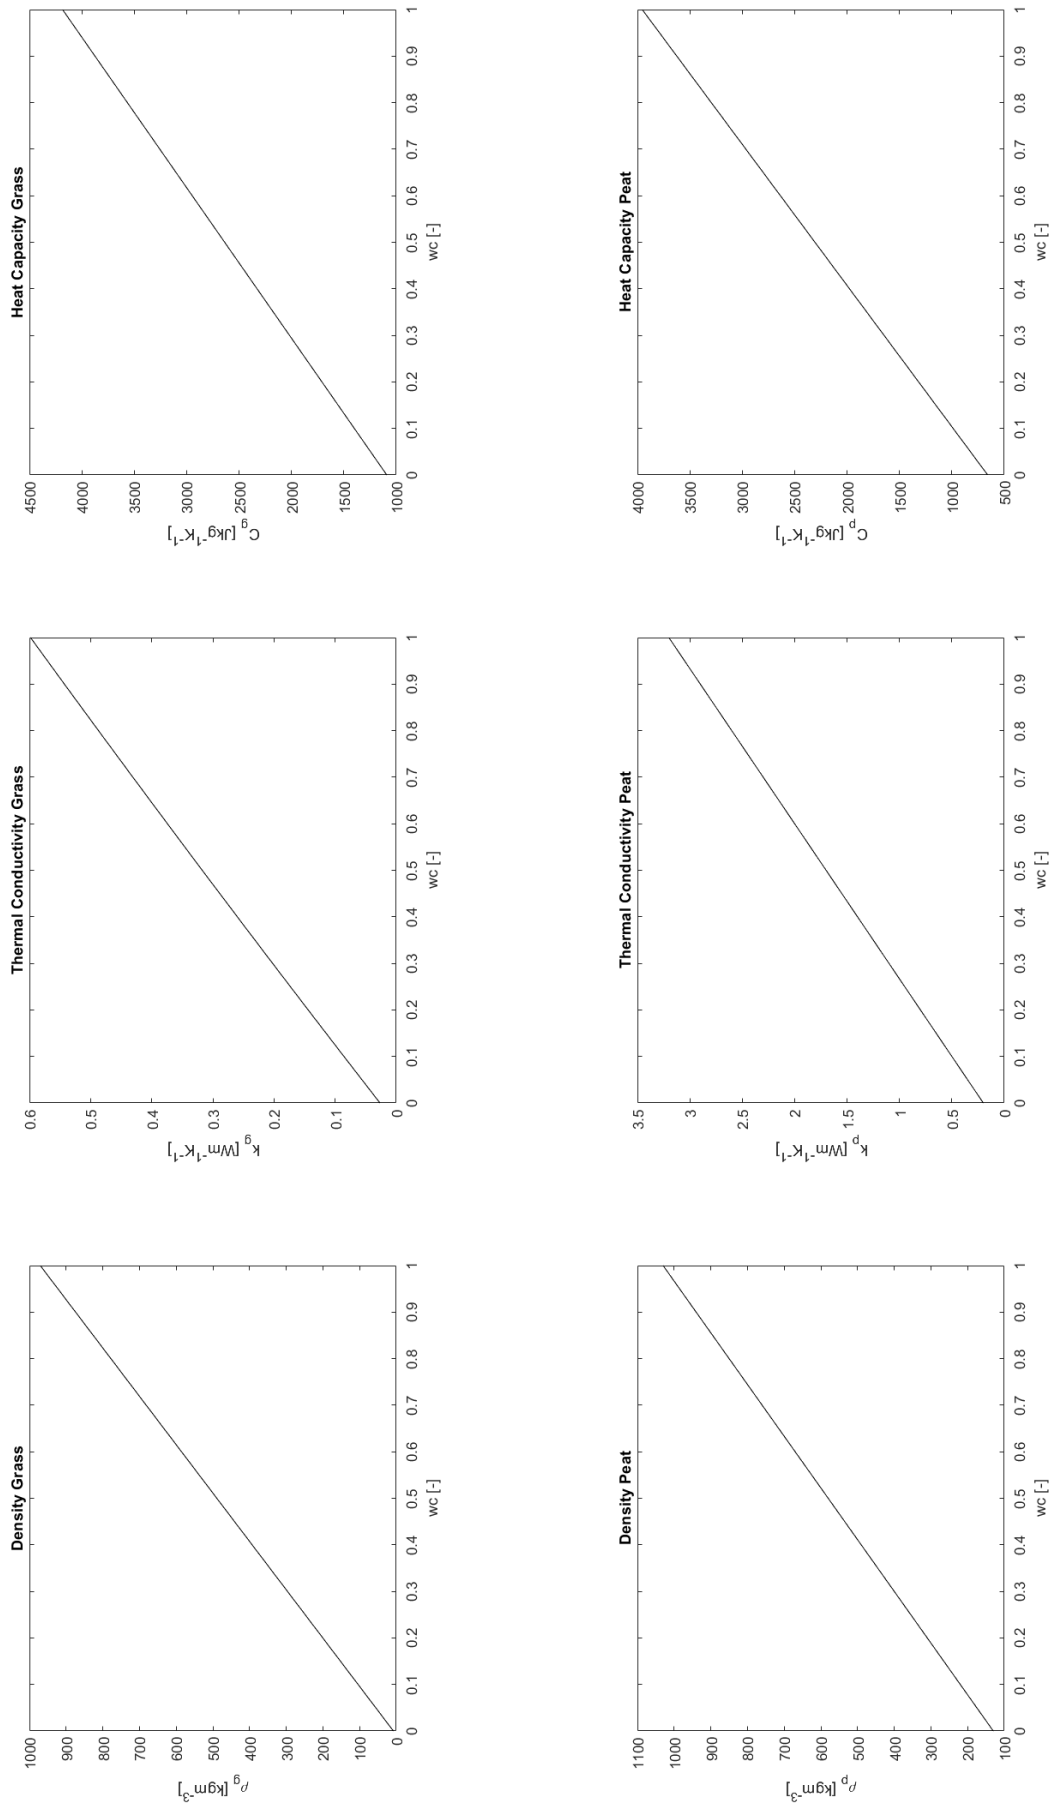 Density Grass
1000
900
800
700
600
500
400
300
200
100
0
ρg [kgm-3]
0 0.1 0.2 0.3 0.4 0.5 0.6 0.7 0.8 0.9 1
wc [-]
Thermal Conductivity Grass
0.6
0.5
0.4
0.3
0.2
0.1
0
kg [Wm-1K-1]
0 0.1 0.2 0.3 0.4 0.5 0.6 0.7 0.8 0.9 1
wc [-]
Heat Capacity Grass
4500
4000
3500
3000
2500
2000
1500
1000
Cg [Jkg-1K-1]
0 0.1 0.2 0.3 0.4 0.5 0.6 0.7 0.8 0.9 1
wc [-]
Density Peat
1100
1000
900
800
700
600
500
400
300
200
100
ρp [kgm-3]
0 0.1 0.2 0.3 0.4 0.5 0.6 0.7 0.8 0.9 1
wc [-]
Thermal Conductivity Peat
3.5
3
2.5
2
1.5
1
0.5
0
kp [Wm-1K-1]
0 0.1 0.2 0.3 0.4 0.5 0.6 0.7 0.8 0.9 1
wc [-]
Heat Capacity Peat
4000
3500
3000
2500
2000
1500
1000
500
Cp [Jkg-1K-1]
0 0.1 0.2 0.3 0.4 0.5 0.6 0.7 0.8 0.9 1
wc [-]